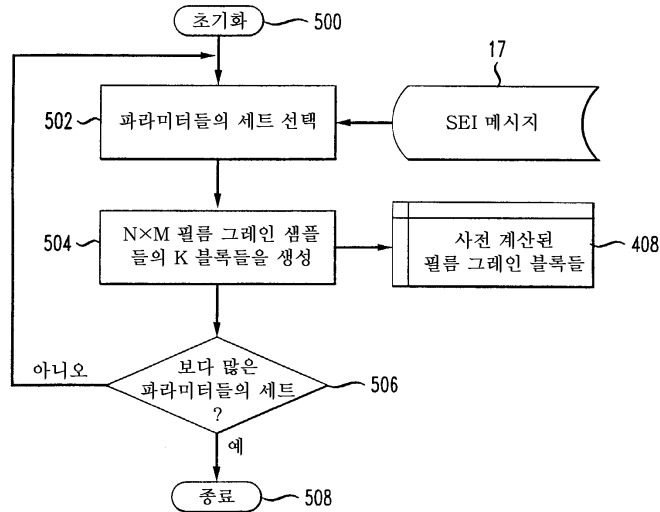 초기화
500
17
502
파라미터들의 세트 선택
SEI 메시지
504
N×M 필름 그레인 샘플
들의 K 블록들을 생성
사전 계산된
필름 그레인 블록들
408
아니오
보다 많은
파라미터들의 세트
?
506
예
종료
508